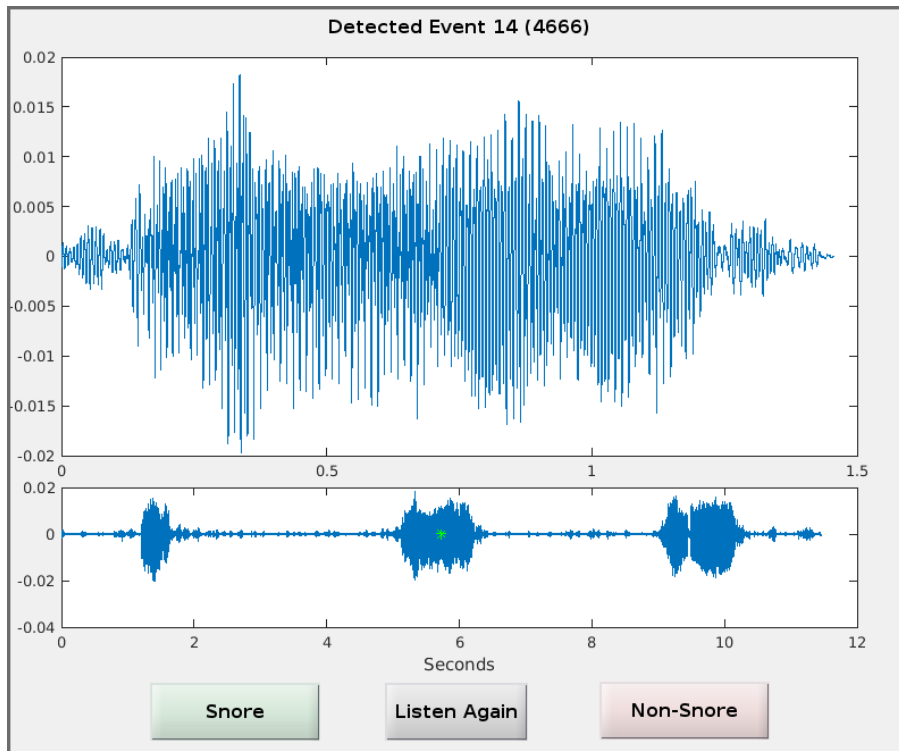 Detected Event 14 (4666)
0.02
0.015
0.01
0.005
0
-0.005
-0.01
-0.015
-0.02
0 0.5 1 1.5
0.02
0
-0.02
-0.04
0 2 4 6 8 10 12
Seconds
Snore Listen Again Non-Snore